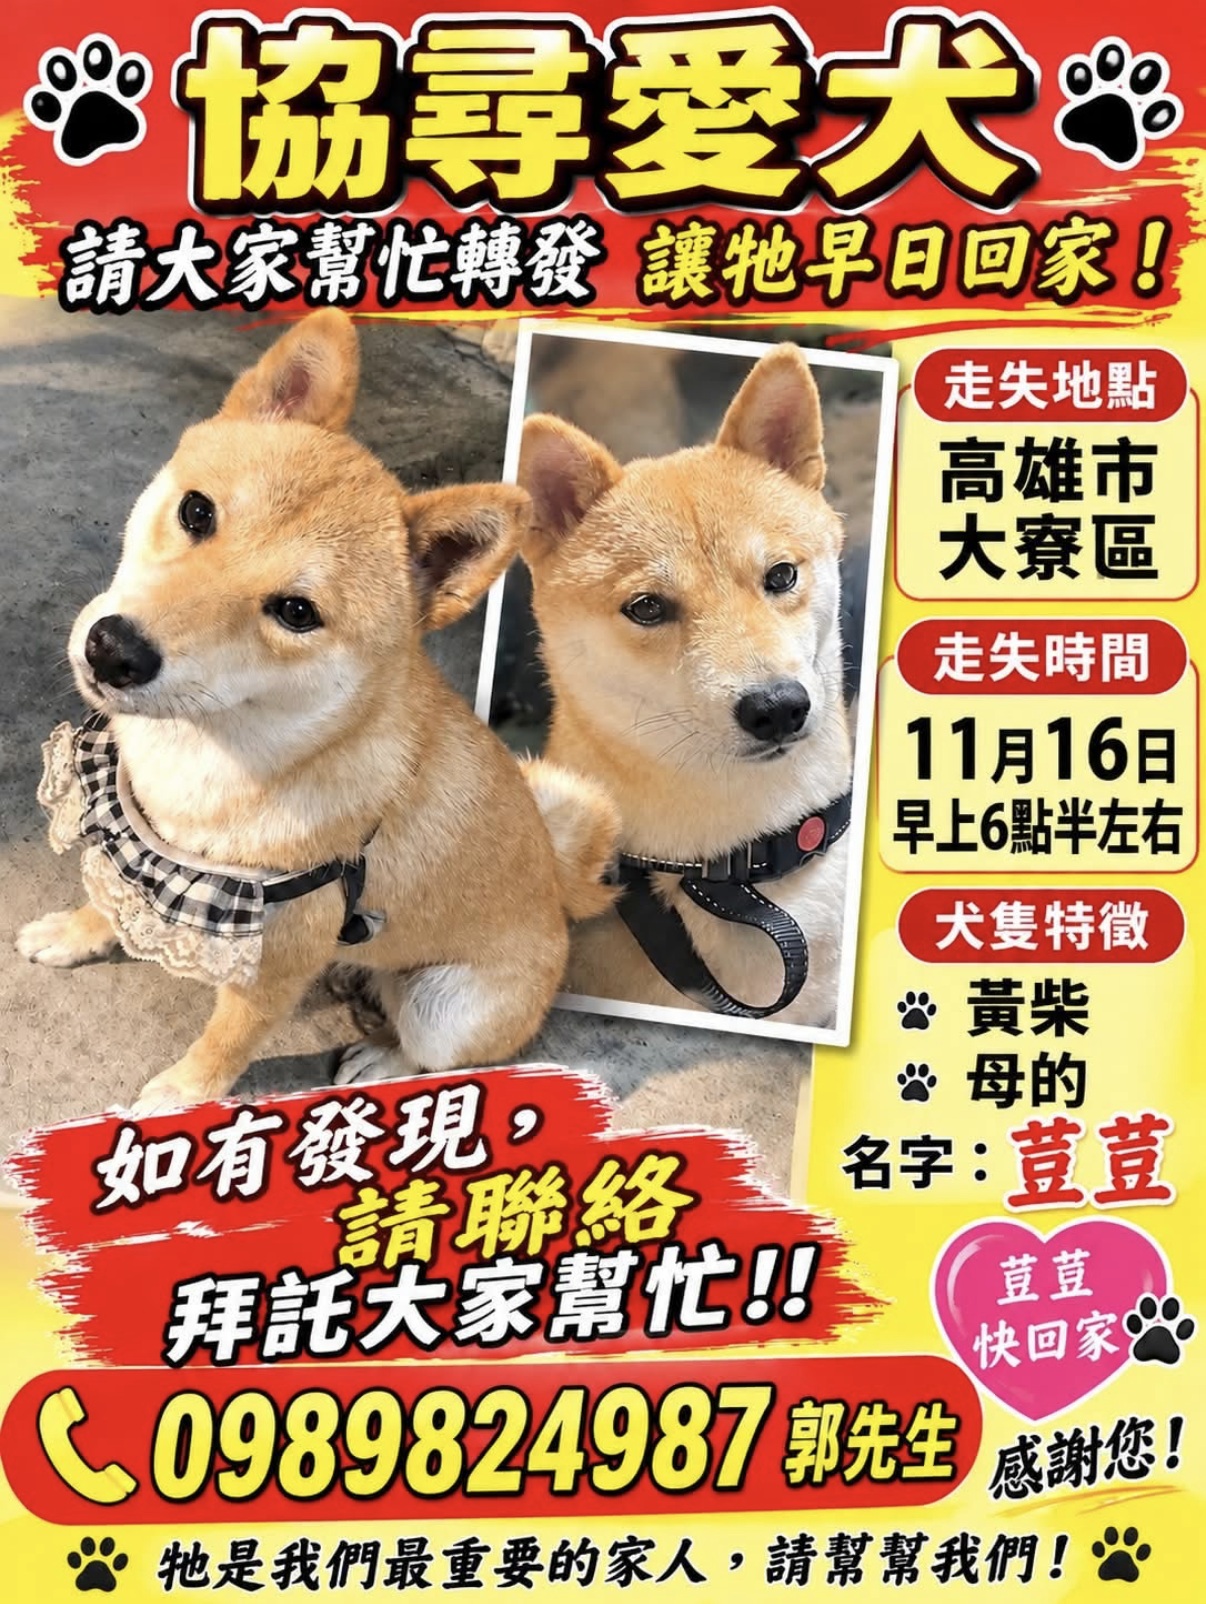 協尋愛犬
請大家幫忙轉發 讓牠早日回家！
走失地點
高雄市
大寮區
走失時間
11月16日
早上6點半左右
犬隻特徵
黃柴
母的
名字：荳荳
如有發現，
請聯絡
拜託大家幫忙!!
荳荳
快回家
0989824987 郭先生
感謝您！
牠是我們最重要的家人，請幫幫我們！